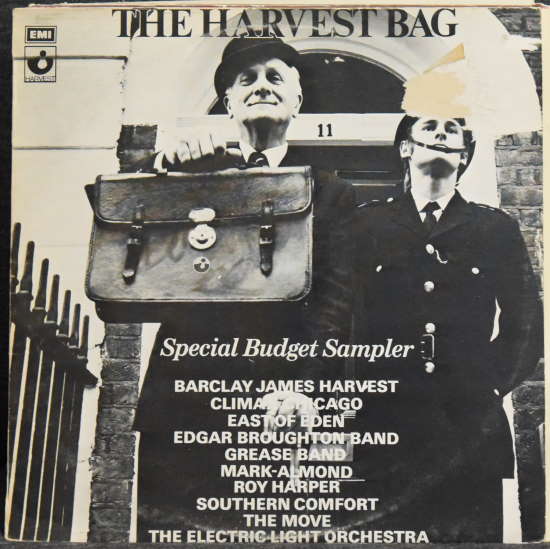 THE HARVEST BAG
EMI
HARVEST
11
Special Budget Sampler
BARCLAY JAMES HARVEST
CLIMAX CHICAGO
EAST OF EDEN
EDGAR BROUGHTON BAND
GREASE BAND
MARK-ALMOND
ROY HARPER
SOUTHERN COMFORT
THE MOVE
THE ELECTRIC LIGHT ORCHESTRA